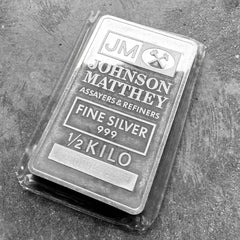 JM
JOHNSON
MATTHEY
ASSAYERS & REFINERS
FINE SILVER
999
1/2 KILO